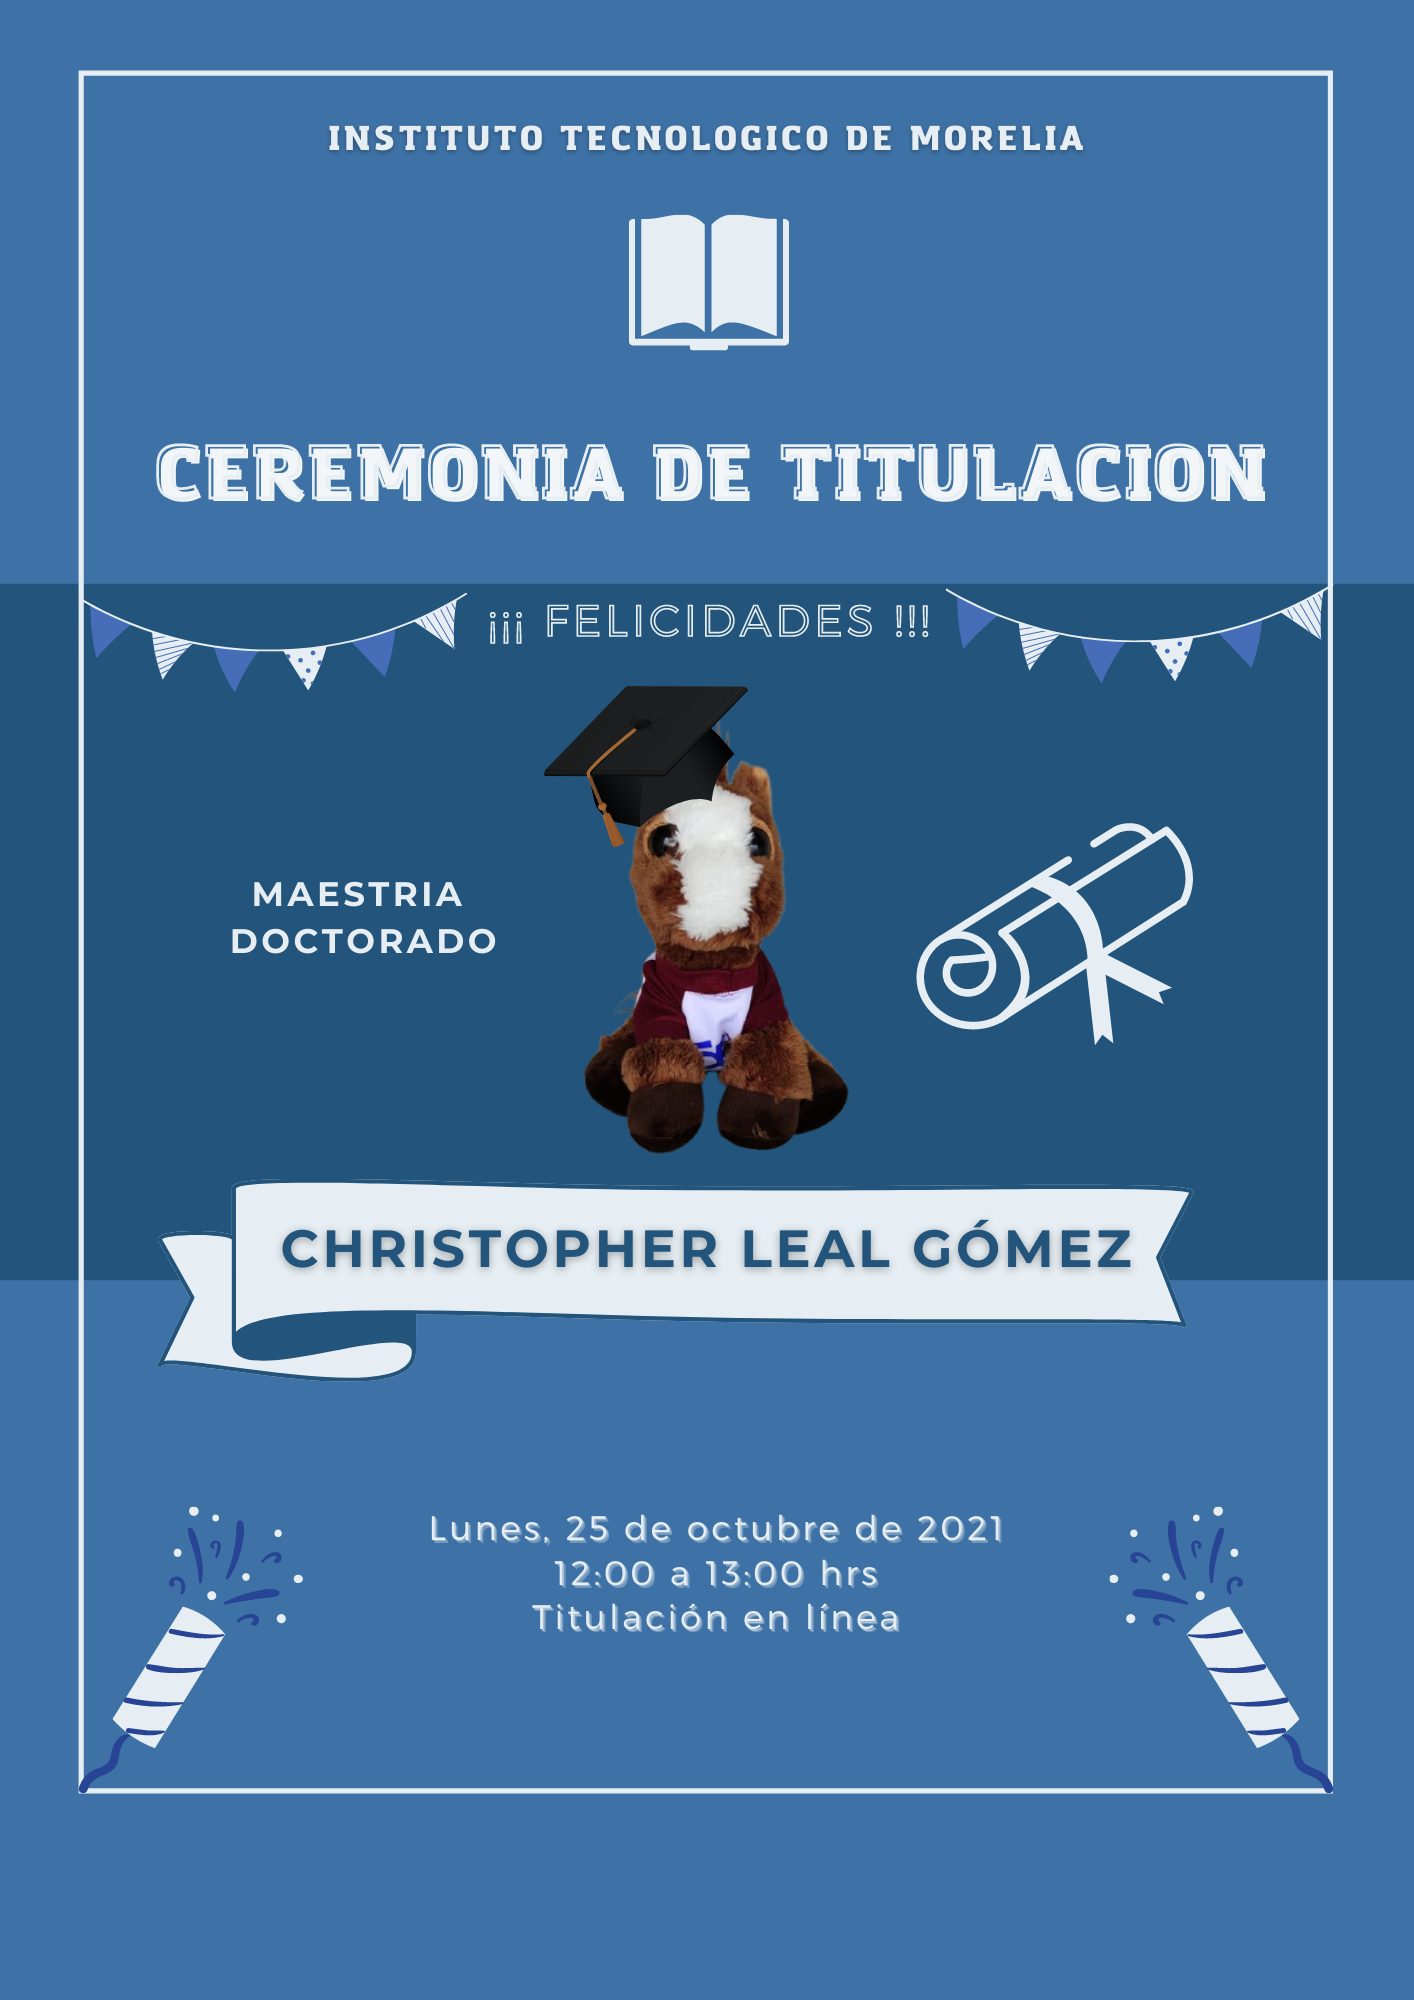 INSTITUTO TECNOLOGICO DE MORELIA
CEREMONIA DE TITULACION
¡¡¡ FELICIDADES !!!
MAESTRIA
DOCTORADO
CHRISTOPHER LEAL GÓMEZ
Lunes, 25 de octubre de 2021
12:00 a 13:00 hrs
Titulación en línea